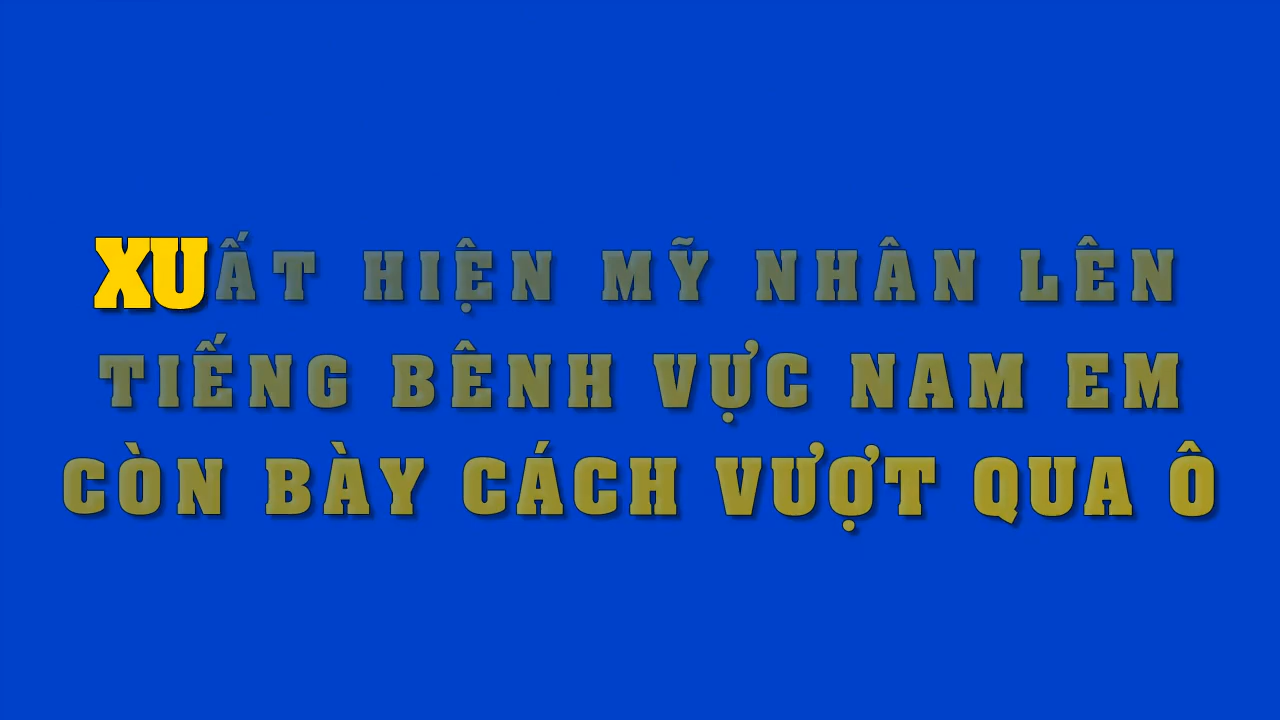 XUẤT HIỆN MỸ NHÂN LÊN
TIẾNG BÊNH VỰC NAM EM
CÒN BÀY CÁCH VƯỢT QUA Ô